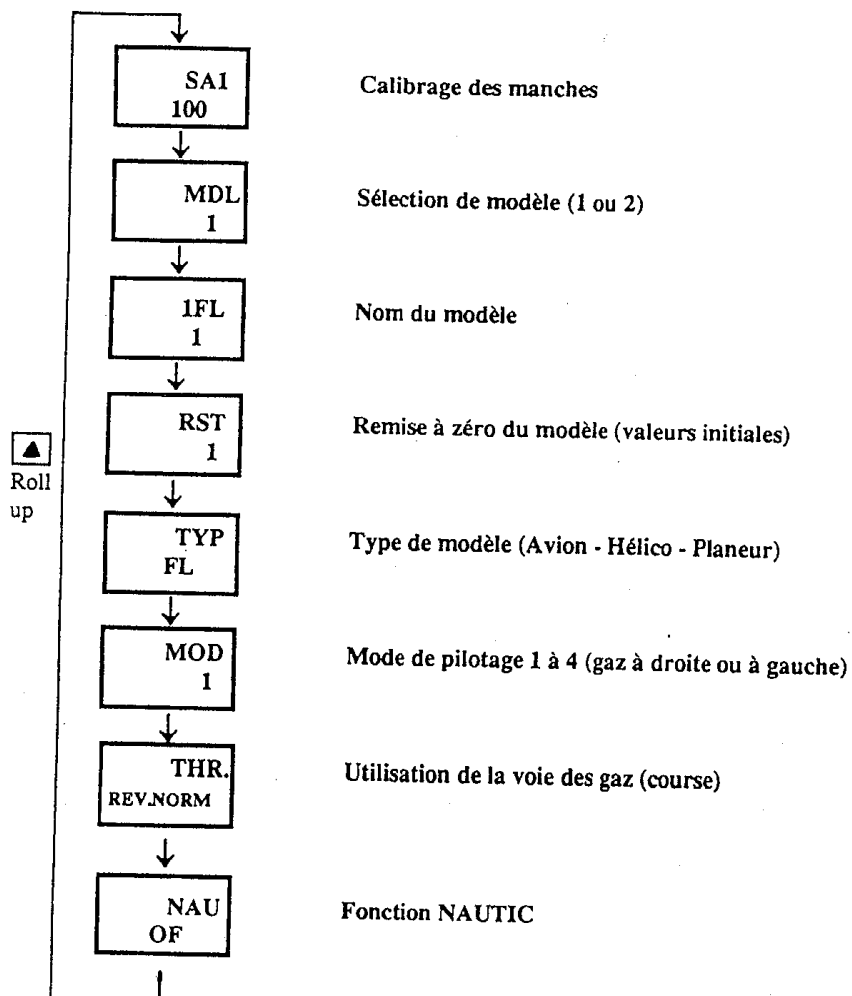 SA1
100
Calibrage des manches
MDL
1
Sélection de modèle (1 ou 2)
1FL
1
Nom du modèle
RST
1
Remise à zéro du modèle (valeurs initiales)
Roll
up
TYP
FL
Type de modèle (Avion - Hélico - Planeur)
MOD
1
Mode de pilotage 1 à 4 (gaz à droite ou à gauche)
THR.
REV.NORM
Utilisation de la voie des gaz (course)
NAU
OF
Fonction NAUTIC